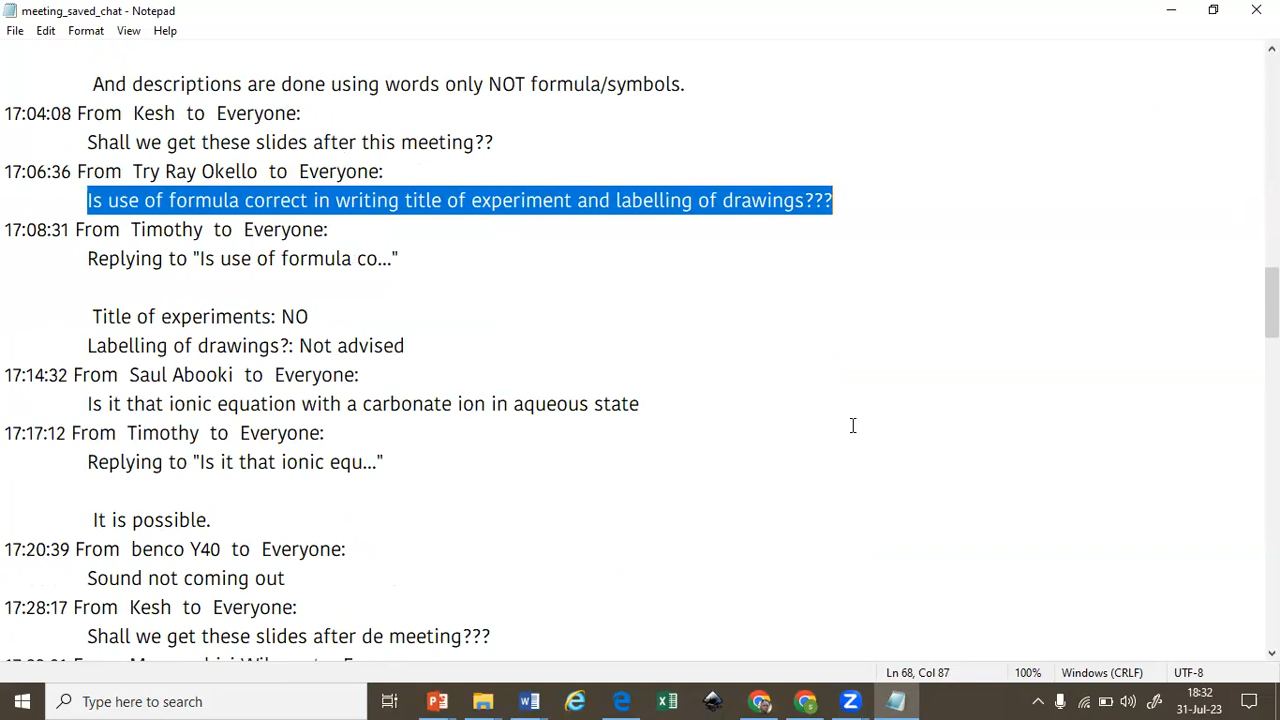 meeting_saved_chat - Notepad
File Edit Format View Help
And descriptions are done using words only NOT formula/symbols.
17:04:08 From Kesh to Everyone:
Shall we get these slides after this meeting??
17:06:36 From Try Ray Okello to Everyone:
Is use of formula correct in writing title of experiment and labelling of drawings???
17:08:31 From Timothy to Everyone:
Replying to "Is use of formula co..."
Title of experiments: NO
Labelling of drawings?: Not advised
17:14:32 From Saul Abooki to Everyone:
Is it that ionic equation with a carbonate ion in aqueous state
17:17:12 From Timothy to Everyone:
Replying to "Is it that ionic equ..."
It is possible.
17:20:39 From benco Y40 to Everyone:
Sound not coming out
17:28:17 From Kesh to Everyone:
Shall we get these slides after de meeting???
Ln 68, Col 87 100% Windows (CRLF) UTF-8
Type here to search
18:32
31-Jul-23